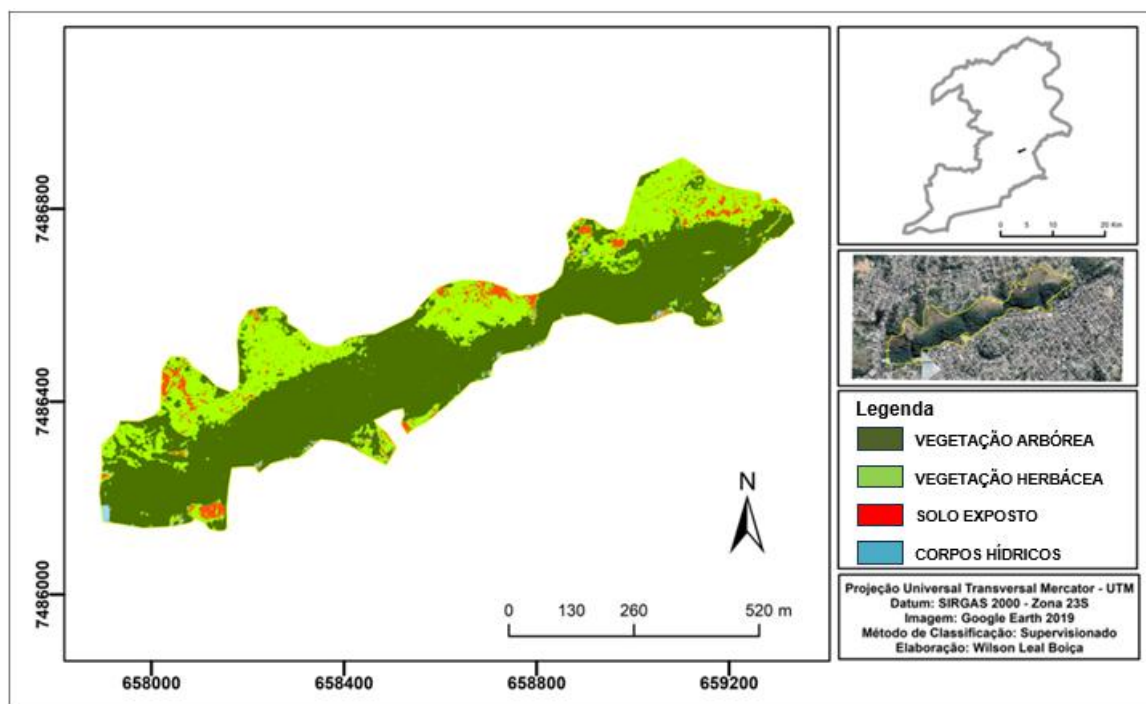 7486800
7486400
7486000
658000
658400
658800
659200
N
0 130 260 520 m
0 5 10 20 Km
Legenda
VEGETAÇÃO ARBÓREA
VEGETAÇÃO HERBÁCEA
SOLO EXPOSTO
CORPOS HÍDRICOS
Projeção Universal Transversal Mercator - UTM
Datum: SIRGAS 2000 - Zona 23S
Imagem: Google Earth 2019
Método de Classificação: Supervisionado
Elaboração: Wilson Leal Boiça